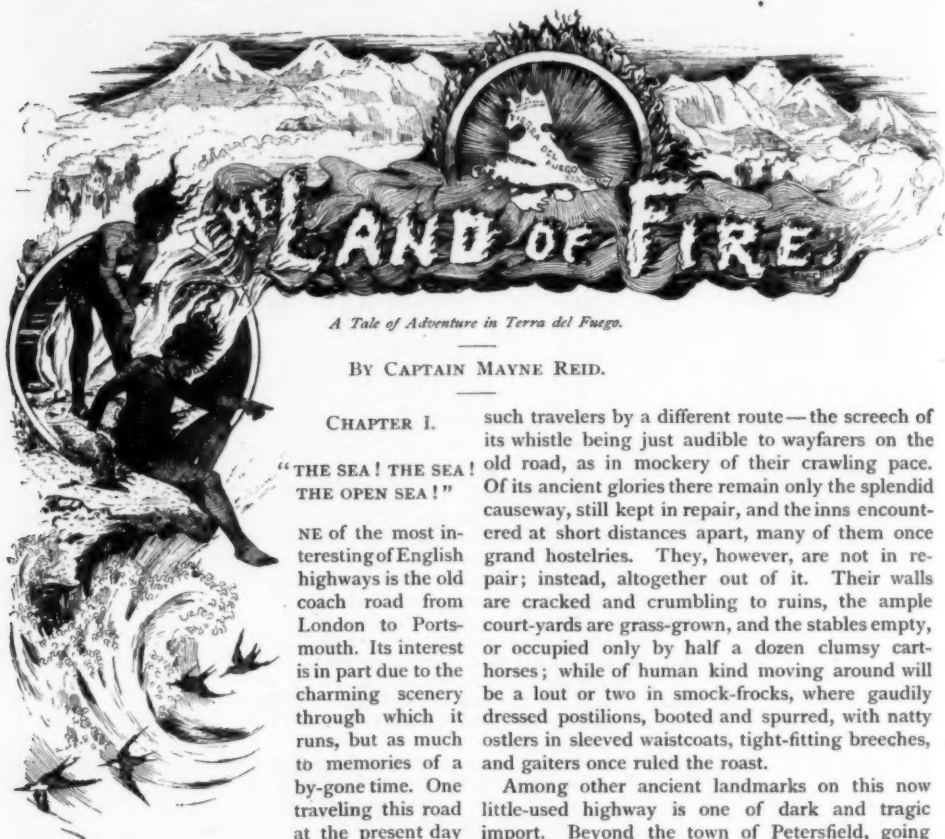 TIERRA DEL FUEGO
THE LAND OF FIRE.
A Tale of Adventure in Terra del Fuego.
BY CAPTAIN MAYNE REID.
CHAPTER I.
"THE SEA! THE SEA!
THE OPEN SEA!"
NE of the most in-
teresting of English
highways is the old
coach road from
London to Ports-
mouth. Its interest
is in part due to the
charming scenery
through which it
runs, but as much
to memories of a
by-gone time. One
traveling this road
at the present day
such travelers by a different route—the screech of
its whistle being just audible to wayfarers on the
old road, as in mockery of their crawling pace.
Of its ancient glories there remain only the splendid
causeway, still kept in repair, and the inns encount-
ered at short distances apart, many of them once
grand hostelries. They, however, are not in re-
pair; instead, altogether out of it. Their walls
are cracked and crumbling to ruins, the ample
court-yards are grass-grown, and the stables empty,
or occupied only by half a dozen clumsy cart-
horses; while of human kind moving around will
be a lout or two in smock-frocks, where gaudily
dressed postilions, booted and spurred, with natty
ostlers in sleeved waistcoats, tight-fitting breeches,
and gaiters once ruled the roast.
Among other ancient landmarks on this now
little-used highway is one of dark and tragic
import. Beyond the town of Petersfield, going